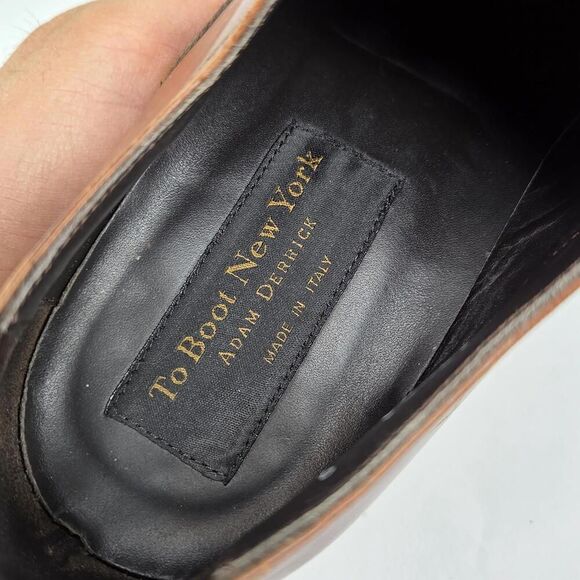 To Boot New York
ADAM DERRICK
MADE IN ITALY